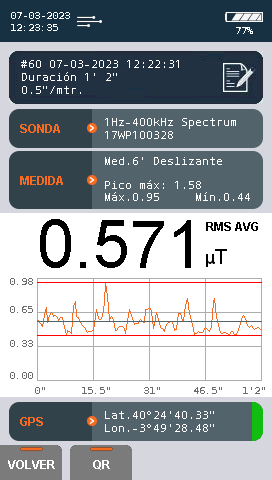 07-03-2023
12:23:35
77%
#60 07-03-2023 12:22:31
Duración 1' 2"
0.5"/mtr.
SONDA
1Hz-400kHz Spectrum
17WP100328
MEDIDA
Med.6' Deslizante
Pico máx: 1.58
Máx.0.95 Mín.0.44
0.571
RMS AVG
µT
0.98
0.65
0.33
0.00
0" 15.5" 31" 46.5" 1'2"
GPS
Lat.40°24'40.33"
Lon.-3°49'28.48"
VOLVER
QR